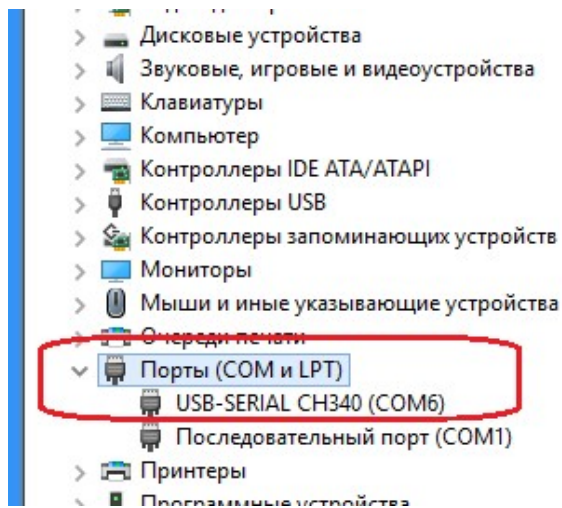 Дисковые устройства
Звуковые, игровые и видеоустройства
Клавиатуры
Компьютер
Контроллеры IDE ATA/ATAPI
Контроллеры USB
Контроллеры запоминающих устройств
Мониторы
Мыши и иные указывающие устройства
Очереди печати
Порты (COM и LPT)
USB-SERIAL CH340 (COM6)
Последовательный порт (COM1)
Принтеры
Программные устройства